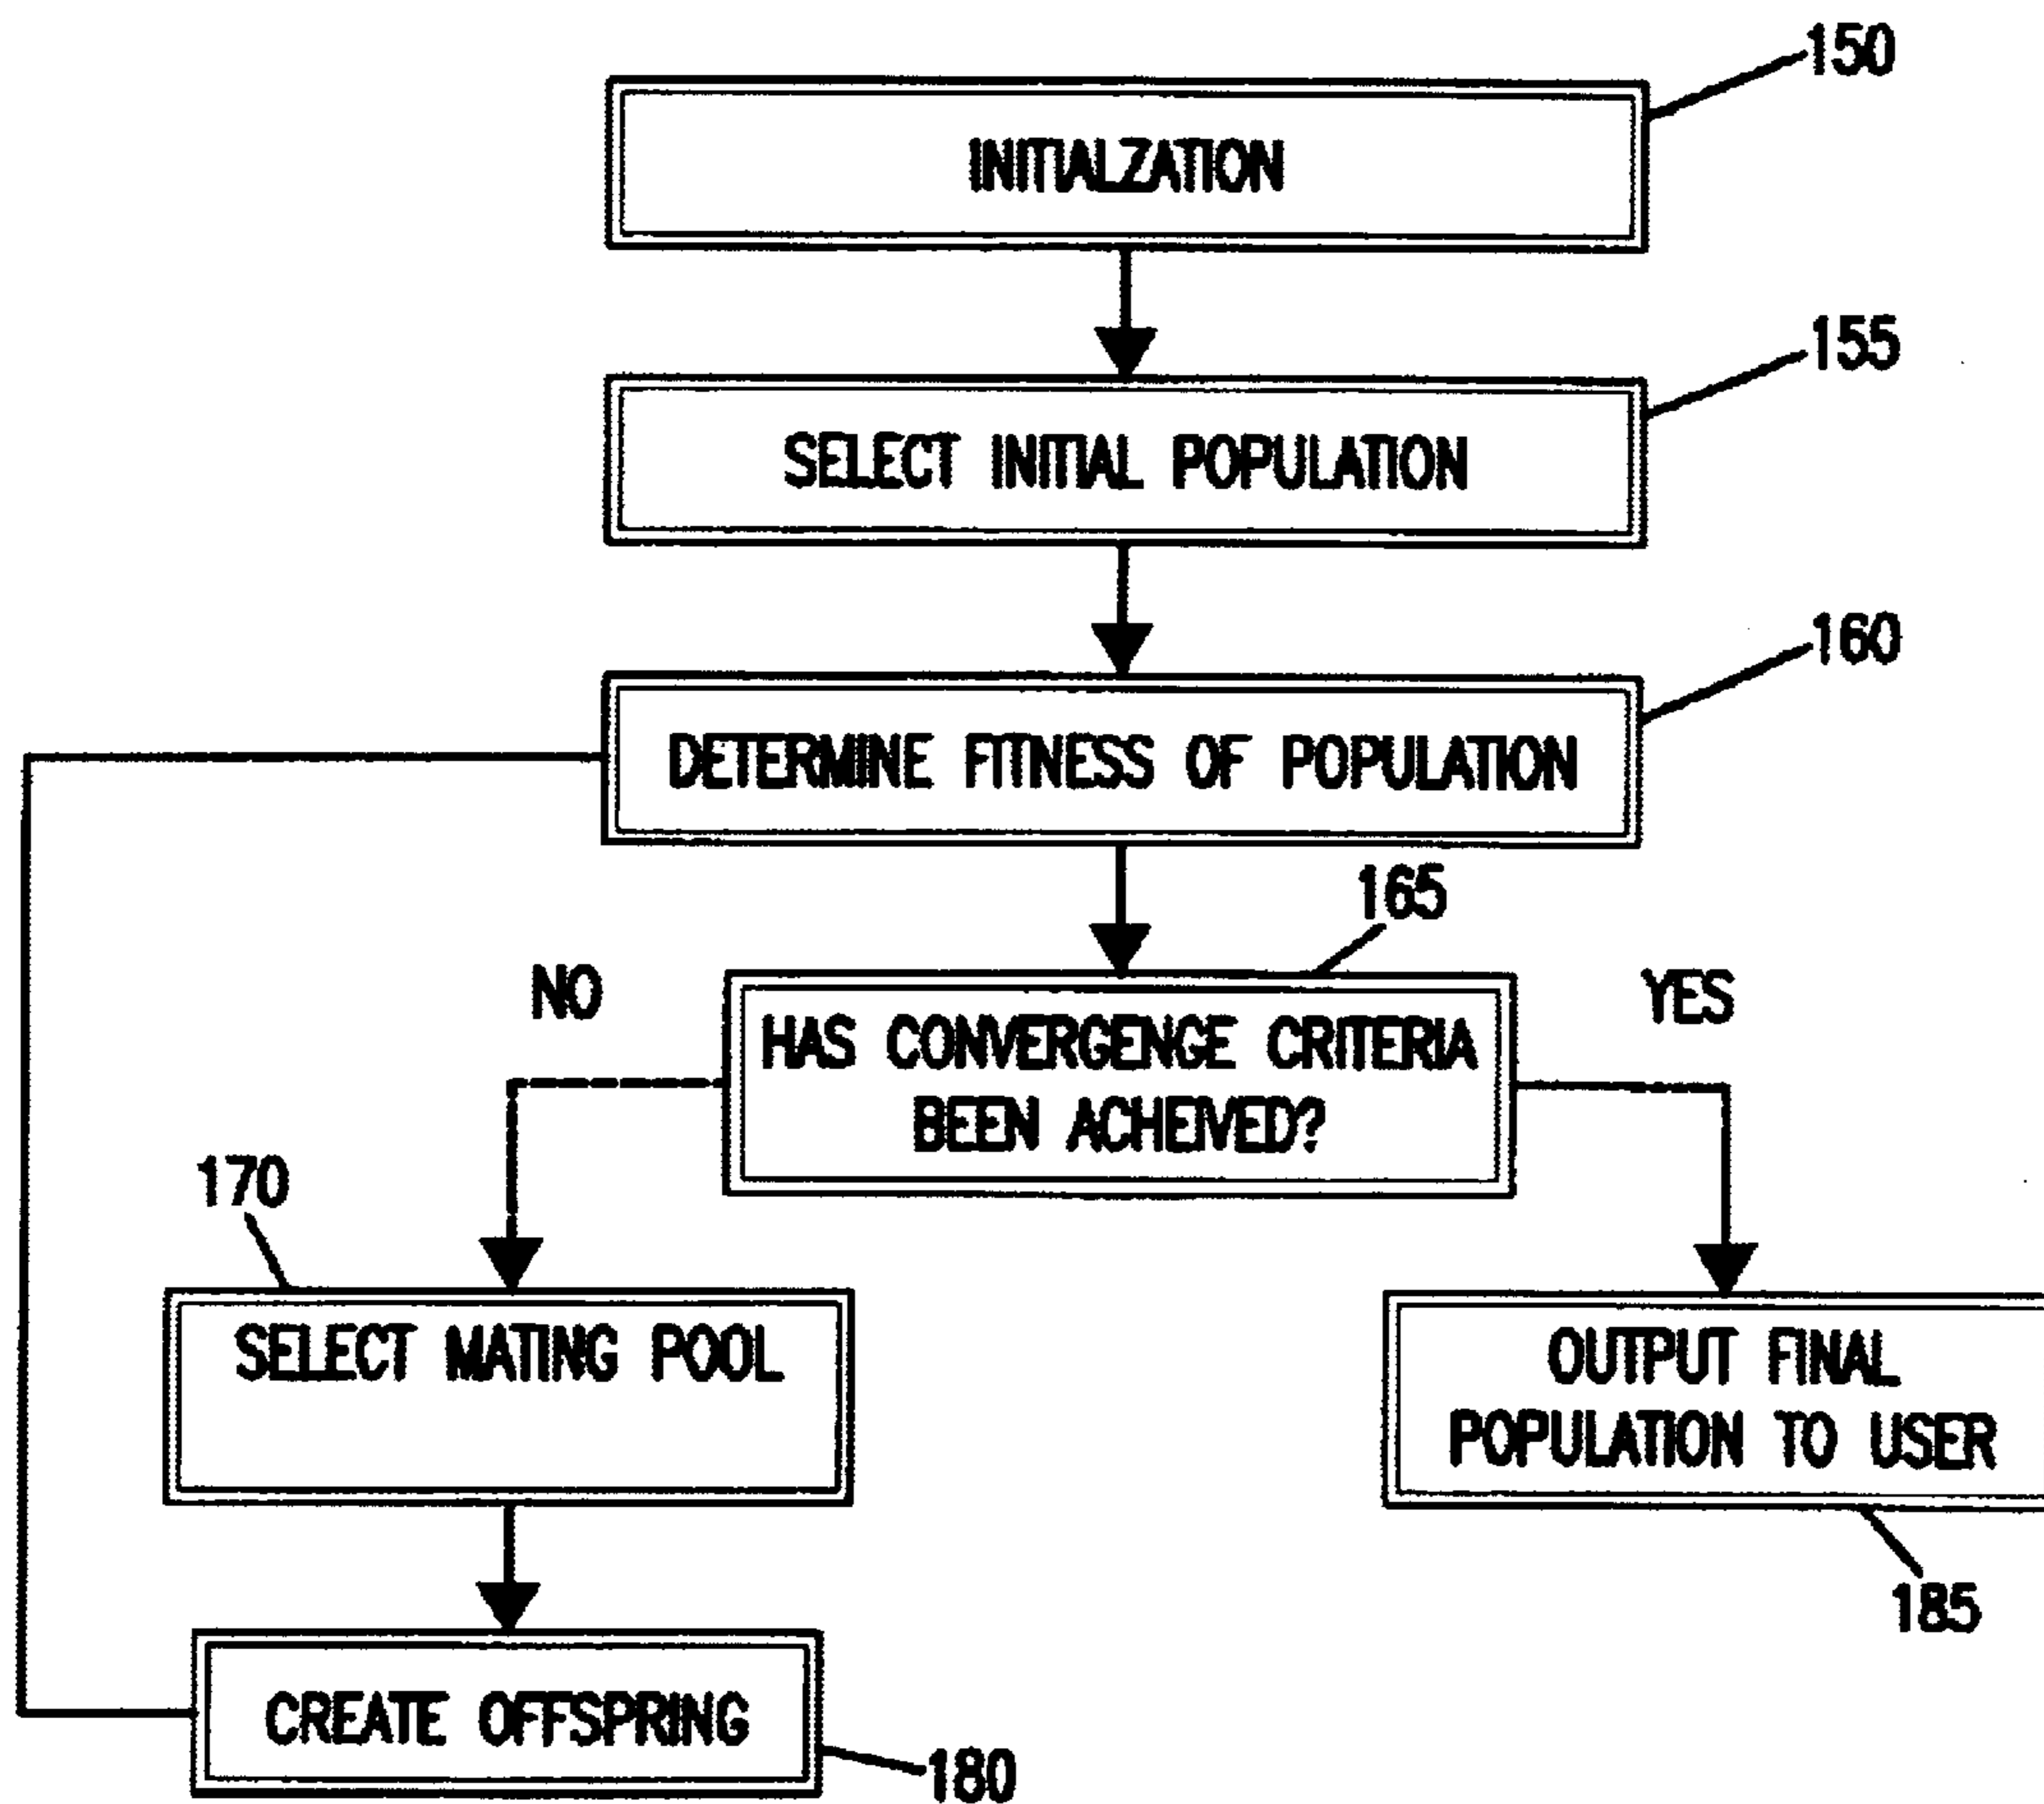 150
INITIALZATION
155
SELECT INITIAL POPULATION
160
DETERMINE FITNESS OF POPULATION
165
NO
YES
HAS CONVERGENGE CRITERIA
BEEN ACHEIVED?
170
SELECT MATING POOL
OUTPUT FINAL
POPULATION TO USER
185
CREATE OFFSPRING
180